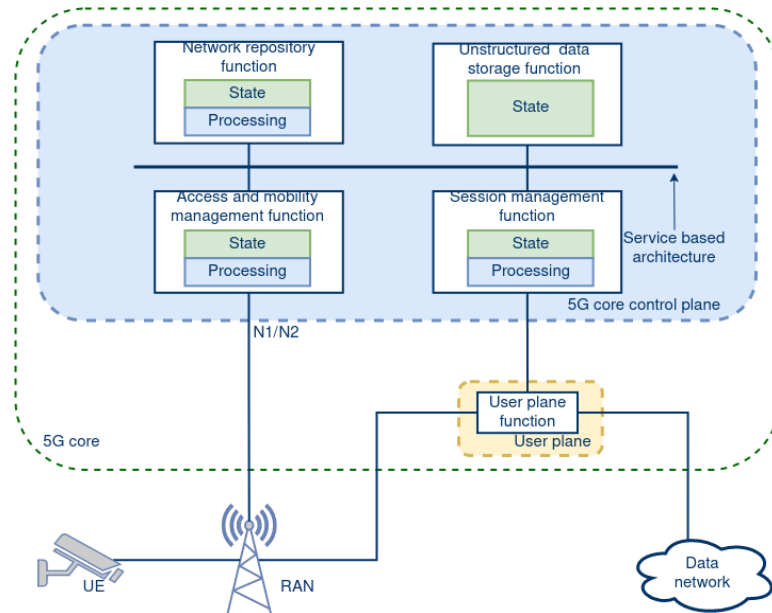 Network repository
function
State
Processing
Unstructured data
storage function
State
Access and mobility
management function
State
Processing
Session management
function
State
Processing
Service based
architecture
5G core control plane
N1/N2
User plane
function
User plane
5G core
UE
RAN
Data
network